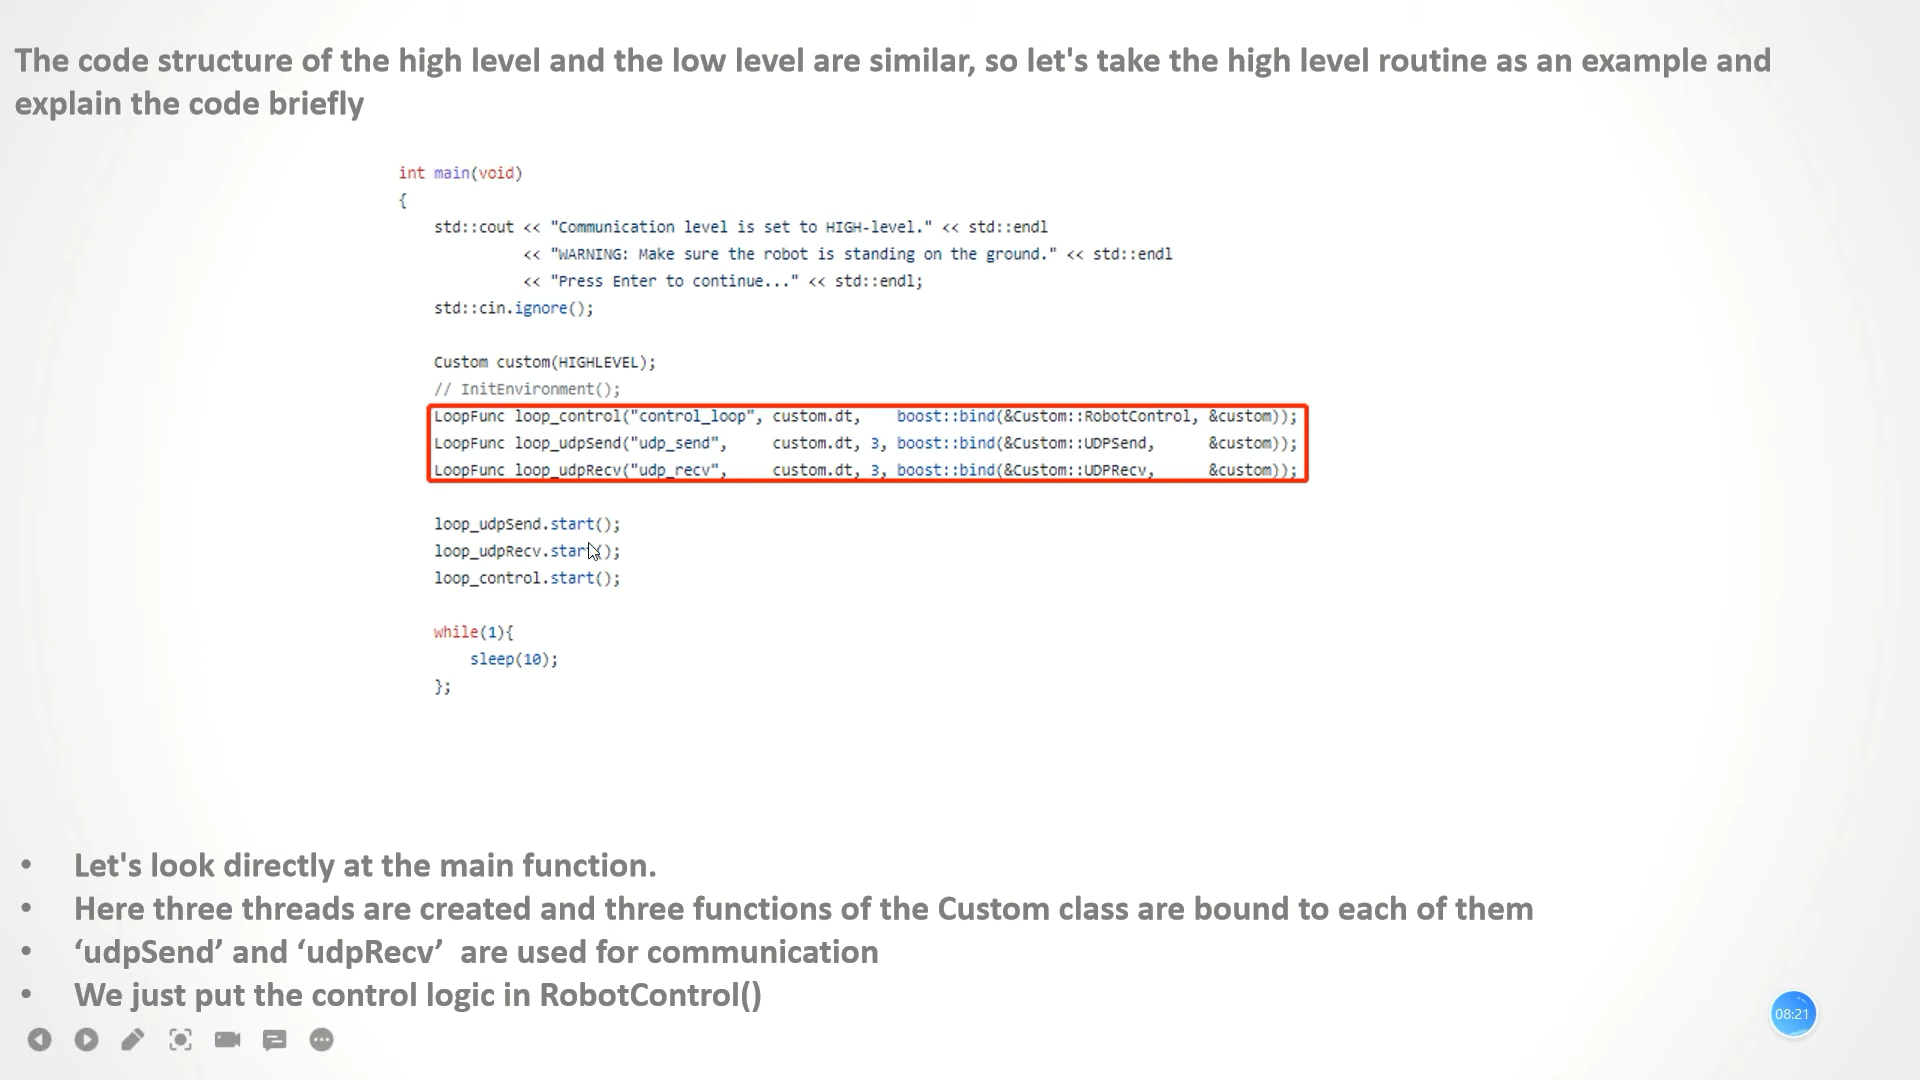 The code structure of the high level and the low level are similar, so let's take the high level routine as an example and
explain the code briefly
int main(void)
{
    std::cout << "Communication level is set to HIGH-level." << std::endl
              << "WARNING: Make sure the robot is standing on the ground." << std::endl
              << "Press Enter to continue..." << std::endl;
    std::cin.ignore();

    Custom custom(HIGHLEVEL);
    // InitEnvironment();
    LoopFunc loop_control("control_loop", custom.dt,    boost::bind(&Custom::RobotControl, &custom));
    LoopFunc loop_udpSend("udp_send",     custom.dt, 3, boost::bind(&Custom::UDPSend,      &custom));
    LoopFunc loop_udpRecv("udp_recv",     custom.dt, 3, boost::bind(&Custom::UDPRecv,      &custom));

    loop_udpSend.start();
    loop_udpRecv.start();
    loop_control.start();

    while(1){
        sleep(10);
    };
• Let's look directly at the main function.
• Here three threads are created and three functions of the Custom class are bound to each of them
• ‘udpSend’ and ‘udpRecv’  are used for communication
• We just put the control logic in RobotControl()
08:21